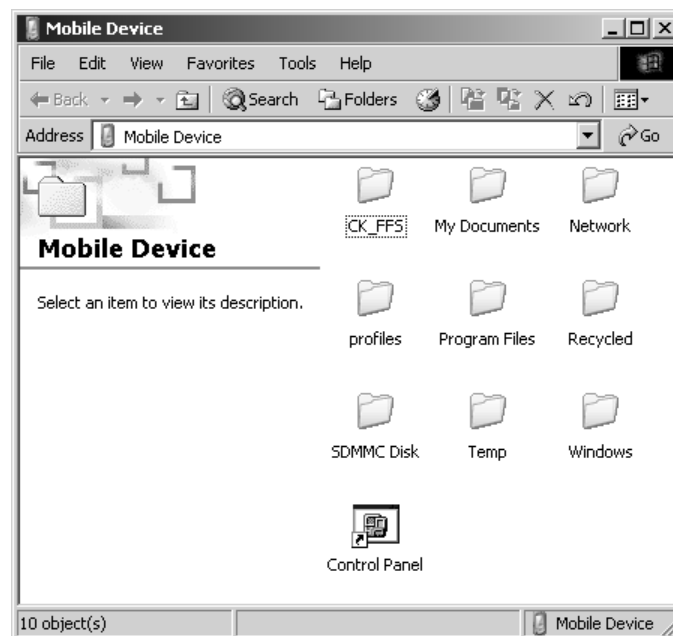 Mobile Device
File Edit View Favorites Tools Help
Back Search Folders
Address Mobile Device Go
CK_FFS My Documents Network
Mobile Device
Select an item to view its description.
profiles Program Files Recycled
SDMMC Disk Temp Windows
Control Panel
10 object(s) Mobile Device